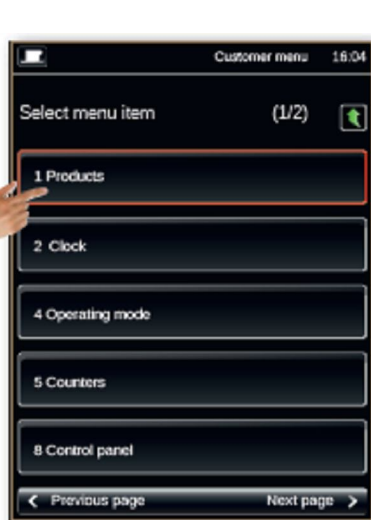 Customer menu 16:04
Select menu item (1/2)
1 Products
2 Clock
4 Operating mode
5 Counters
8 Control panel
< Previous page Next page >